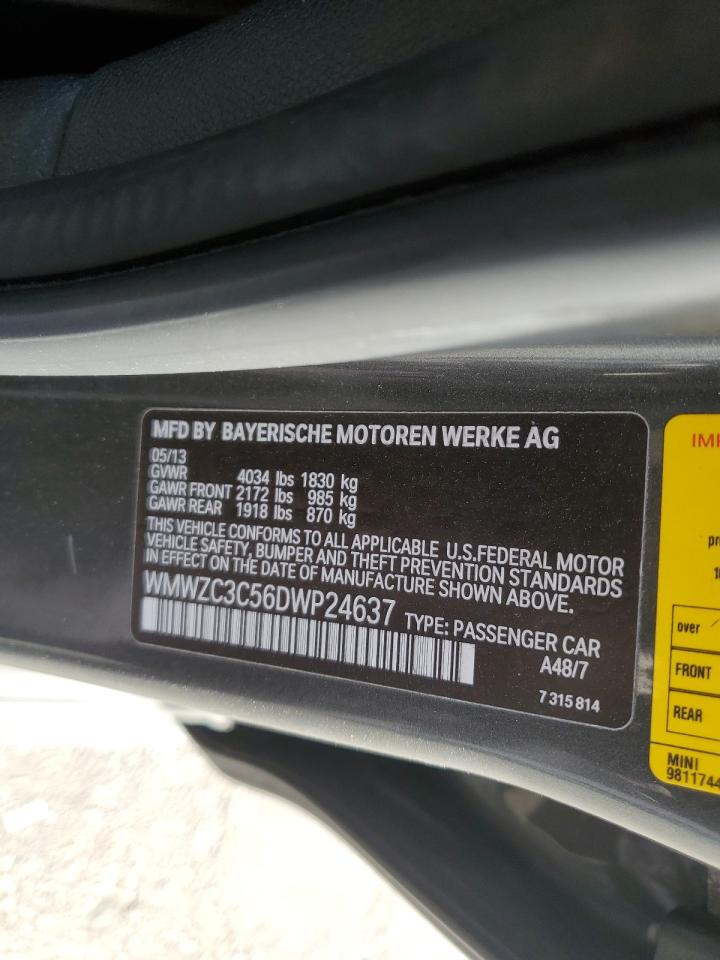 MFD BY BAYERISCHE MOTOREN WERKE AG
05/13
GVWR 4034 lbs 1830 kg
GAWR FRONT 2172 lbs 985 kg
GAWR REAR 1918 lbs 870 kg
THIS VEHICLE CONFORMS TO ALL APPLICABLE U.S.FEDERAL MOTOR
VEHICLE SAFETY, BUMPER AND THEFT PREVENTION STANDARDS
IN EFFECT ON THE DATE OF MANUFACTURE SHOWN ABOVE.
WMWZC3C56DWP24637 TYPE: PASSENGER CAR
A48/7
7 315 814
over
FRONT
REAR
MINI
9811744